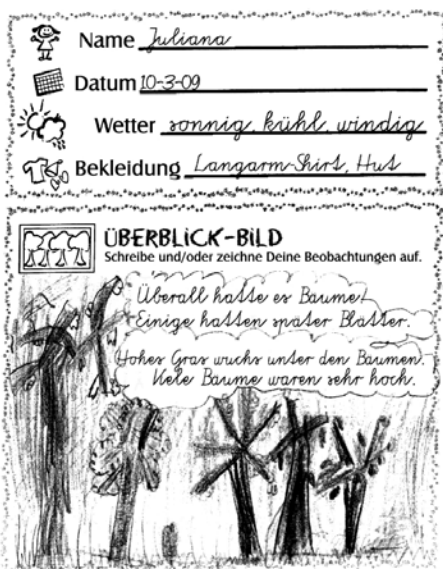 Name Juliana
Datum 10-3-09
Wetter sonnig, kühl, windig
Bekleidung Langarm-Shirt, Hut
ÜBERBLICK-BILD
Schreibe und/oder zeichne Deine Beobachtungen auf.
Überall hatte es Baume!
Einige hatten spater Blatter.
Hohes Gras wuchs unter den Baumen.
Viele Baume waren sehr hoch.